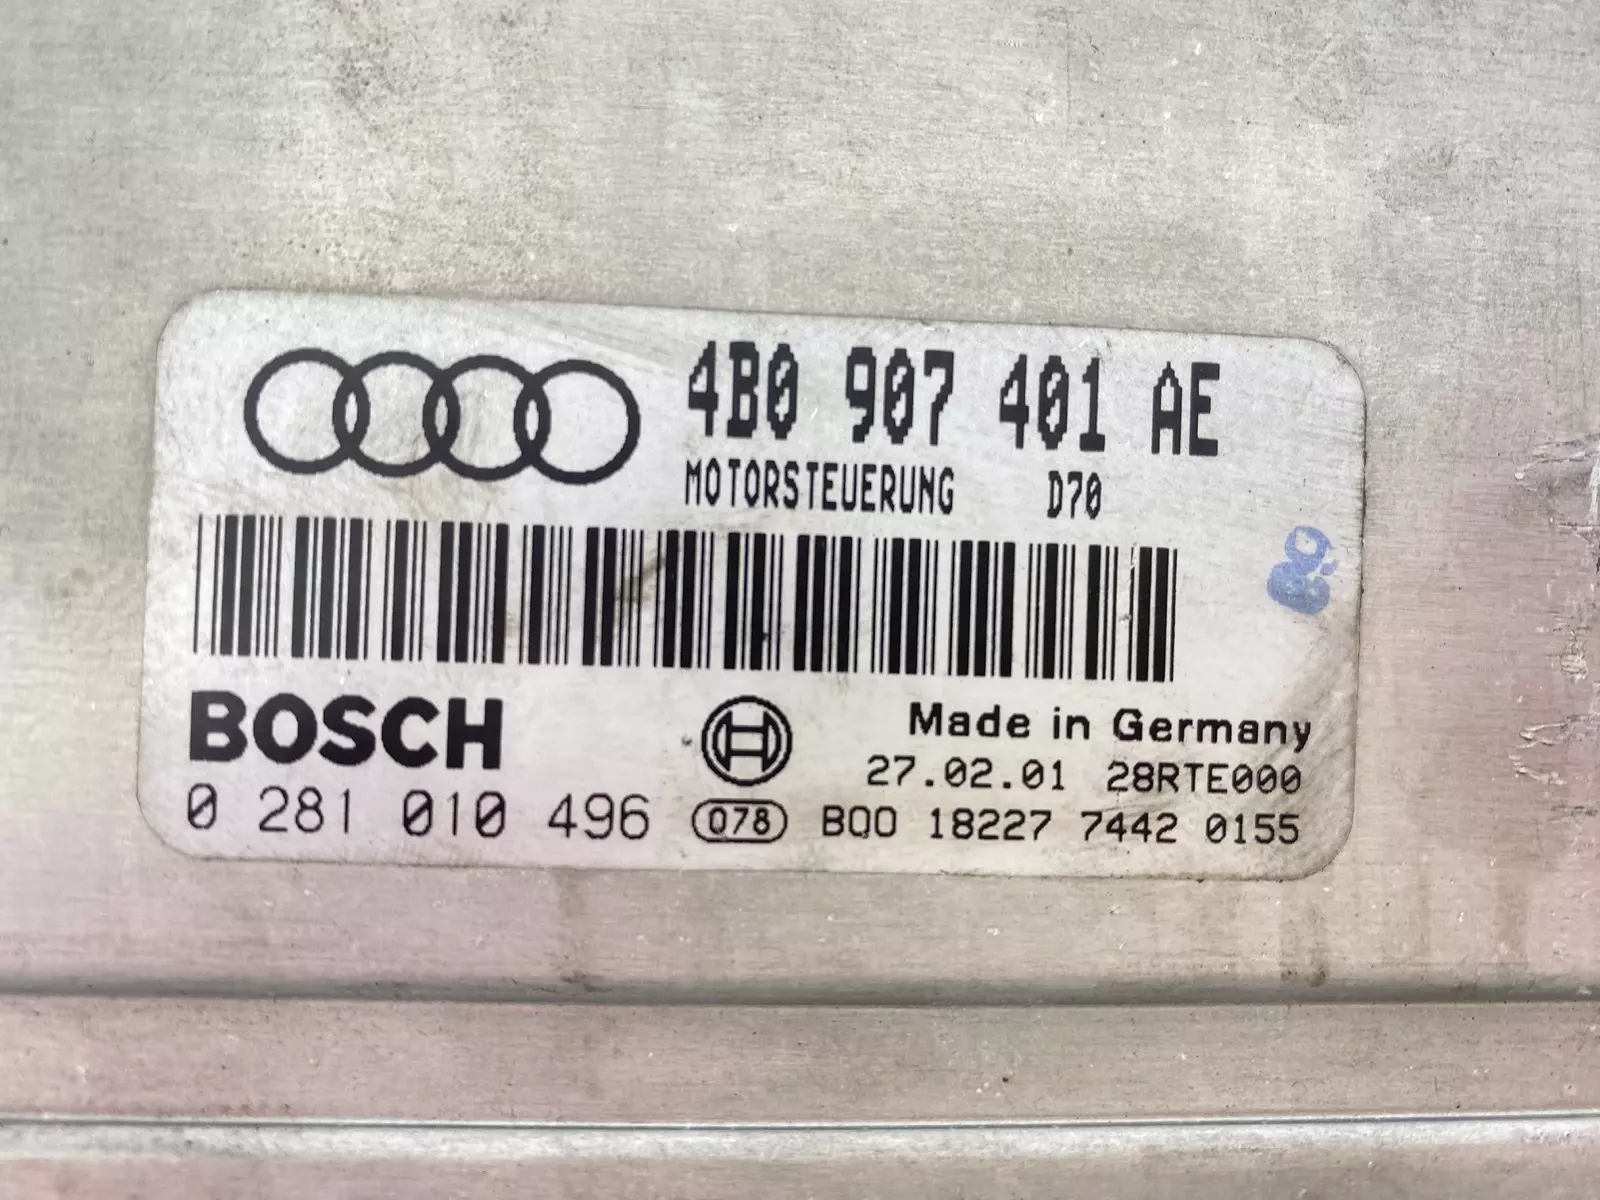 4B0 907 401 AE
MOTORSTEUERUNG D70
BOSCH
Made in Germany
27.02.01 28RTE000
0 281 010 496 078 BQ0 18227 7442 0155